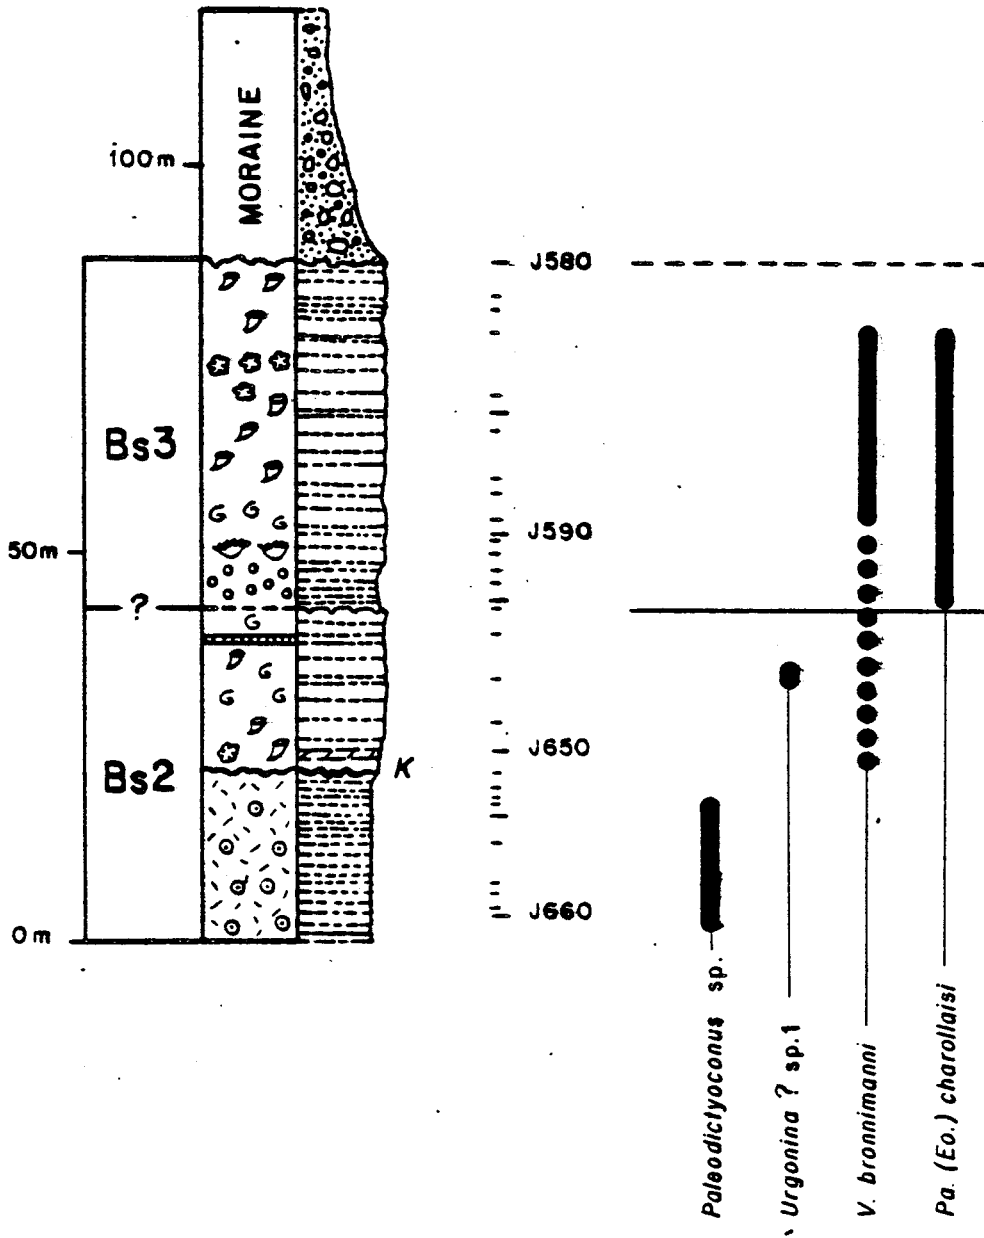 MORAINE
100m
J580
Bs3
J590
50m
?
J650
K
Bs2
J660
0m
Paleodictyoconus sp.
Urgonina ? sp.1
V. bronnimanni
Pa. (Eo.) charollaisi